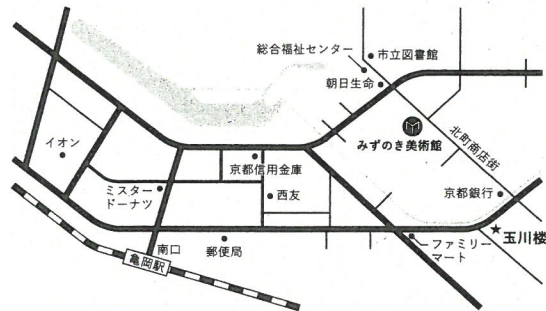 総合福祉センター
市立図書館
朝日生命
みずのき美術館
北町商店街
イオン
京都信用金庫
ミスター
ドーナツ
西友
京都銀行
玉川楼
ファミリー
マート
南口
郵便局
亀岡駅